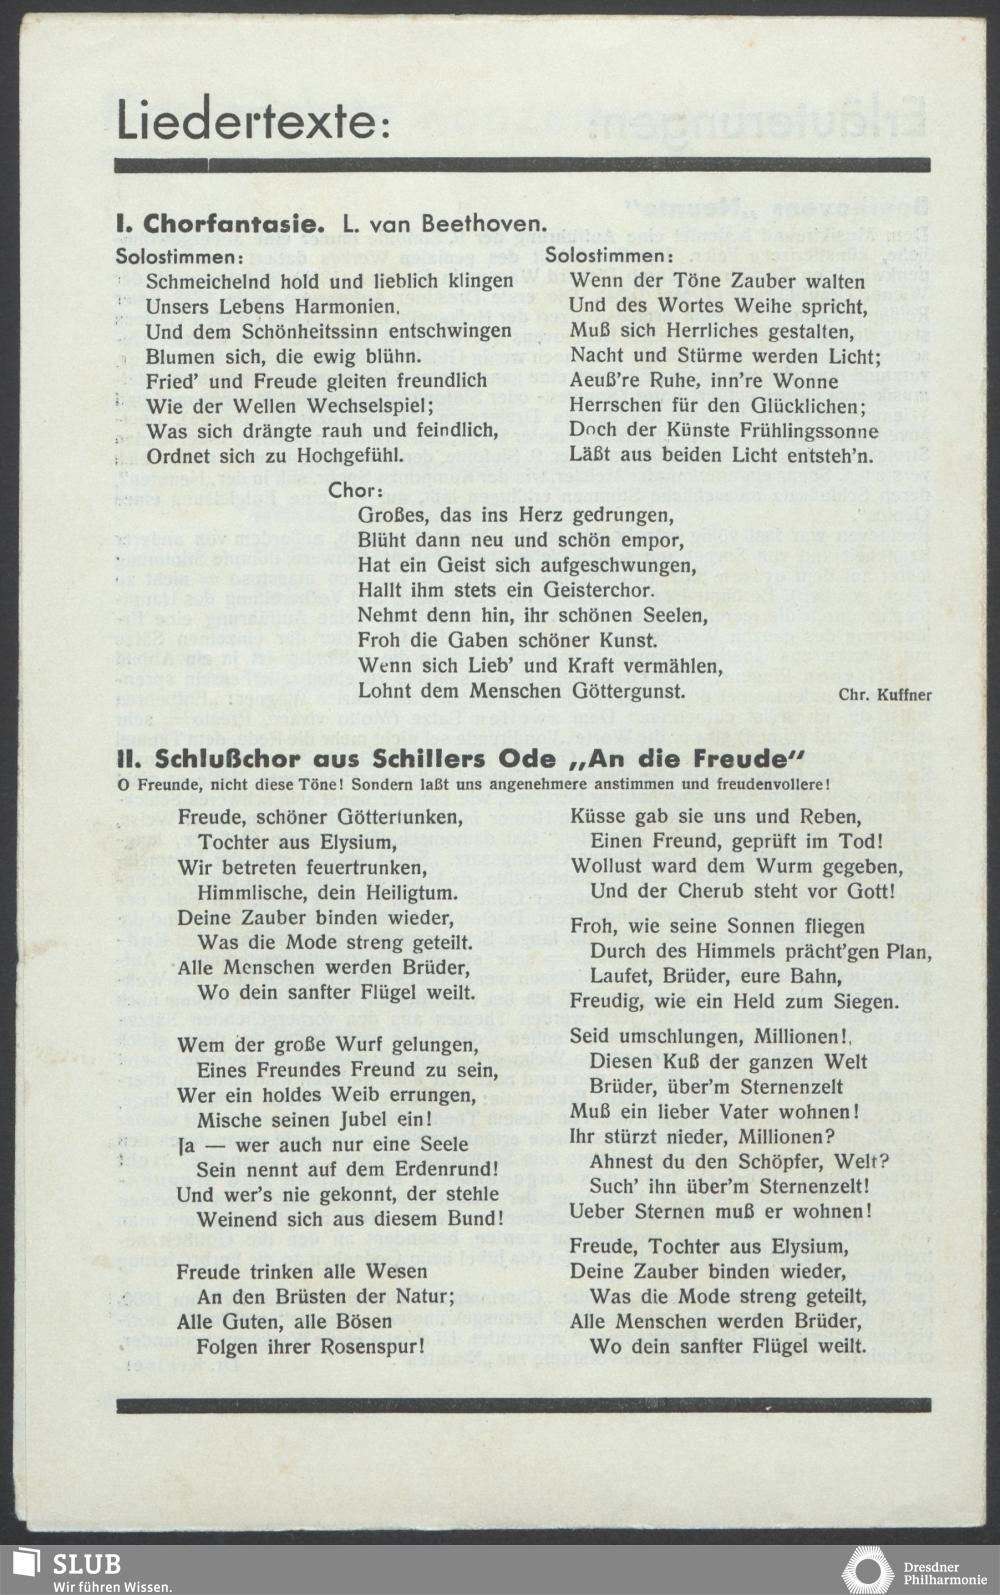 Liedertexte:
I. Chorfantasie. L. van Beethoven.
Solostimmen:
Schmeichelnd hold und lieblich klingen
Unsers Lebens Harmonien,
Und dem Schönheitssinn entschwingen
Blumen sich, die ewig blühn.
Fried’ und Freude gleiten freundlich
Wie der Wellen Wechselspiel;
Was sich drängte rauh und feindlich,
Ordnet sich zu Hochgefühl.
Solostimmen:
Wenn der Töne Zauber walten
Und des Wortes Weihe spricht,
Muß sich Herrliches gestalten,
Nacht und Stürme werden Licht;
Aeuß’re Ruhe, inn’re Wonne
Herrschen für den Glücklichen;
Doch der Künste Frühlingssonne
Läßt aus beiden Licht entsteh’n.
Chor:
Großes, das ins Herz gedrungen,
Blüht dann neu und schön empor,
Hat ein Geist sich aufgeschwungen,
Hallt ihm stets ein Geisterchor.
Nehmt denn hin, ihr schönen Seelen,
Froh die Gaben schöner Kunst.
Wenn sich Lieb’ und Kraft vermählen,
Lohnt dem Menschen Göttergunst.
Chr. Kuffner
II. Schlußchor aus Schillers Ode „An die Freude“
O Freunde, nicht diese Töne! Sondern laßt uns angenehmere anstimmen und freudenvollere!
Freude, schöner Götterfunken,
Tochter aus Elysium,
Wir betreten feuertrunken,
Himmlische, dein Heiligtum.
Deine Zauber binden wieder,
Was die Mode streng geteilt.
Alle Menschen werden Brüder,
Wo dein sanfter Flügel weilt.
Wem der große Wurf gelungen,
Eines Freundes Freund zu sein,
Wer ein holdes Weib errungen,
Mische seinen Jubel ein!
Ja — wer auch nur eine Seele
Sein nennt auf dem Erdenrund!
Und wer’s nie gekonnt, der stehle
Weinend sich aus diesem Bund!
Freude trinken alle Wesen
An den Brüsten der Natur;
Alle Guten, alle Bösen
Folgen ihrer Rosenspur!
Küsse gab sie uns und Reben,
Einen Freund, geprüft im Tod!
Wollust ward dem Wurm gegeben,
Und der Cherub steht vor Gott!
Froh, wie seine Sonnen fliegen
Durch des Himmels prächt’gen Plan,
Laufet, Brüder, eure Bahn,
Freudig, wie ein Held zum Siegen.
Seid umschlungen, Millionen!,
Diesen Kuß der ganzen Welt
Brüder, über’m Sternenzelt
Muß ein lieber Vater wohnen!
Ihr stürzt nieder, Millionen?
Ahnest du den Schöpfer, Welt?
Such’ ihn über’m Sternenzelt!
Ueber Sternen muß er wohnen!
Freude, Tochter aus Elysium,
Deine Zauber binden wieder,
Was die Mode streng geteilt,
Alle Menschen werden Brüder,
Wo dein sanfter Flügel weilt.
SLUB
Wir führen Wissen.
Dresdner
Philharmonie